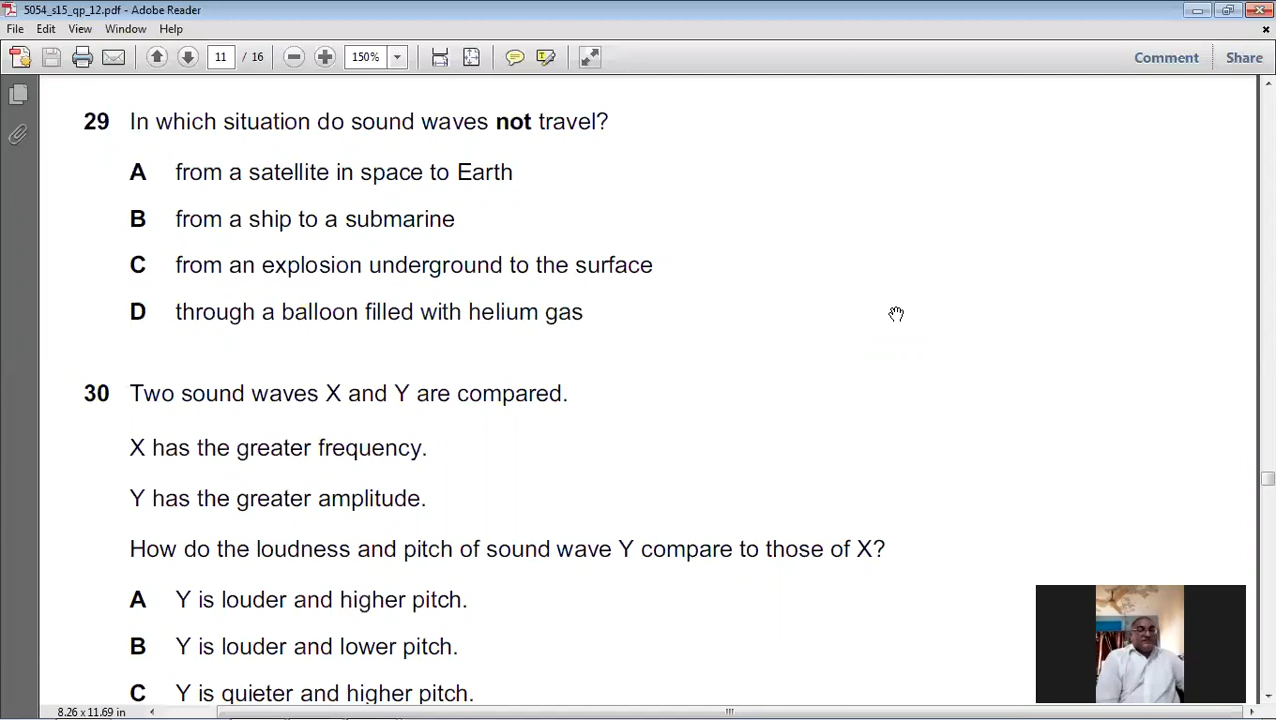 5054_s15_qp_12.pdf - Adobe Reader
File Edit View Window Help
11 / 16 150% Comment Share
29 In which situation do sound waves not travel?
A from a satellite in space to Earth
B from a ship to a submarine
C from an explosion underground to the surface
D through a balloon filled with helium gas
30 Two sound waves X and Y are compared.
X has the greater frequency.
Y has the greater amplitude.
How do the loudness and pitch of sound wave Y compare to those of X?
A Y is louder and higher pitch.
B Y is louder and lower pitch.
C Y is quieter and higher pitch.
8.26 x 11.69 in